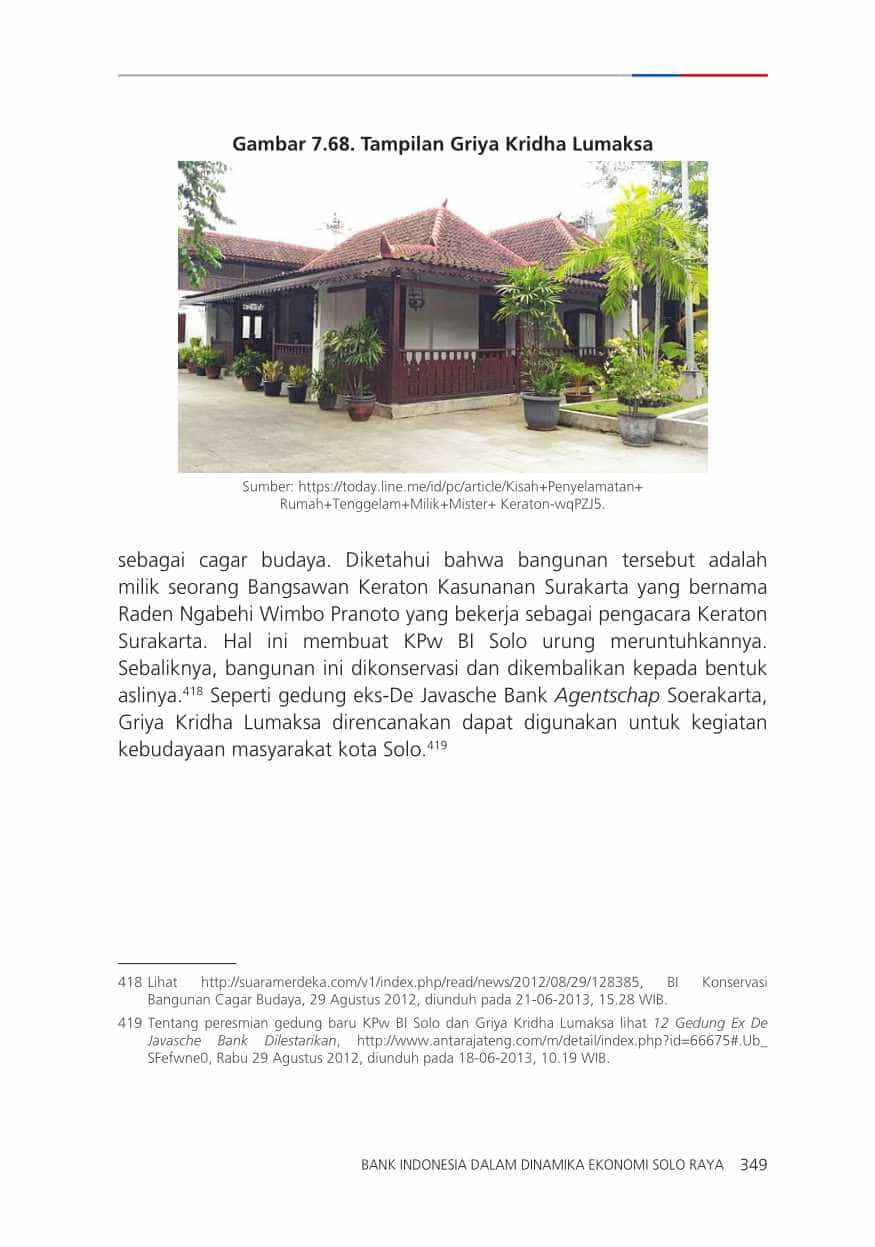 Gambar 7.68. Tampilan Griya Kridha Lumaksa
Sumber: https://today.line.me/id/pc/article/Kisah+Penyelamatan+
Rumah+Tenggelam+Milik+Mister+ Keraton-wqPZJ5.
sebagai cagar budaya. Diketahui bahwa bangunan tersebut adalah
milik seorang Bangsawan Keraton Kasunanan Surakarta yang bernama
Raden Ngabehi Wimbo Pranoto yang bekerja sebagai pengacara Keraton
Surakarta. Hal ini membuat KPw BI Solo urung meruntuhkannya.
Sebaliknya, bangunan ini dikonservasi dan dikembalikan kepada bentuk
aslinya.418 Seperti gedung eks-De Javasche Bank Agentschap Soerakarta,
Griya Kridha Lumaksa direncanakan dapat digunakan untuk kegiatan
kebudayaan masyarakat kota Solo.419
418 Lihat http://suaramerdeka.com/v1/index.php/read/news/2012/08/29/128385, BI Konservasi
Bangunan Cagar Budaya, 29 Agustus 2012, diunduh pada 21-06-2013, 15.28 WIB.
419 Tentang peresmian gedung baru KPw BI Solo dan Griya Kridha Lumaksa lihat 12 Gedung Ex De
Javasche Bank Dilestarikan, http://www.antarajateng.com/m/detail/index.php?id=66675#.Ub_
SFefwne0, Rabu 29 Agustus 2012, diunduh pada 18-06-2013, 10.19 WIB.
BANK INDONESIA DALAM DINAMIKA EKONOMI SOLO RAYA 349